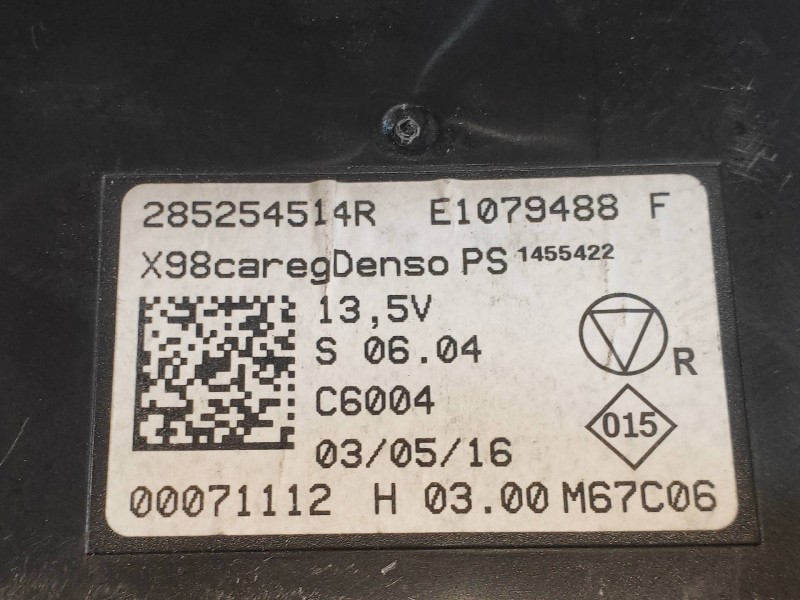 285254514R E1079488 F
X98caregDenso PS 1455422
13,5V
S 06.04
R
C6004
015
03/05/16
00071112 H 03.00 M67C06